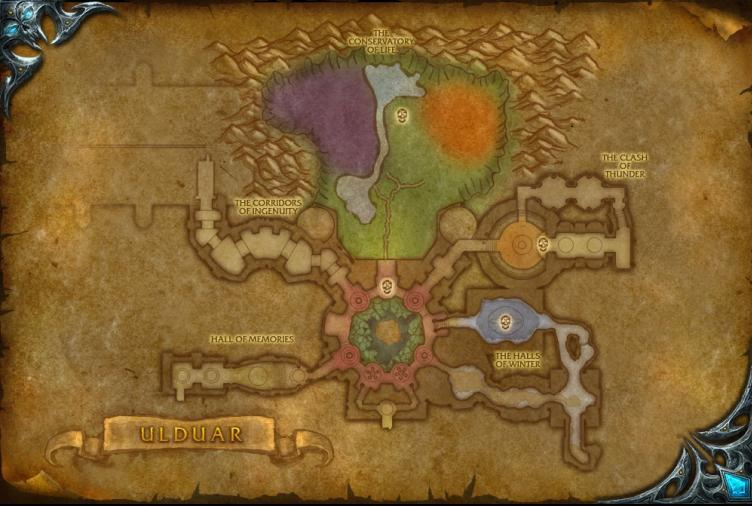 THE
CONSERVATORY
OF LIFE
THE CLASH
OF
THUNDER
THE CORRIDORS
OF INGENUITY
HALL OF MEMORIES
THE HALLS
OF WINTER
ULDUAR